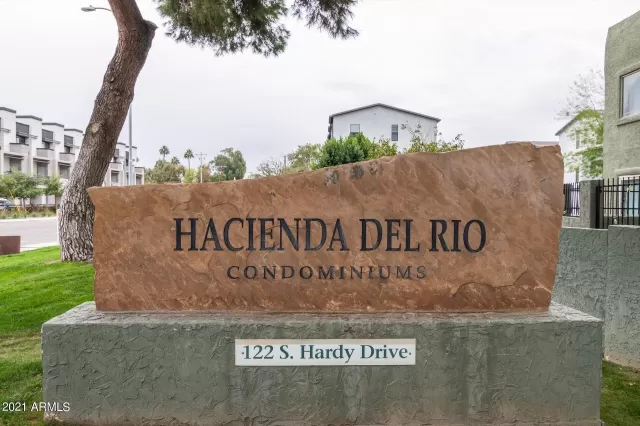 HACIENDA DEL RIO
CONDOMINIUMS
·122 S. Hardy Drive·
2021 ARMLS